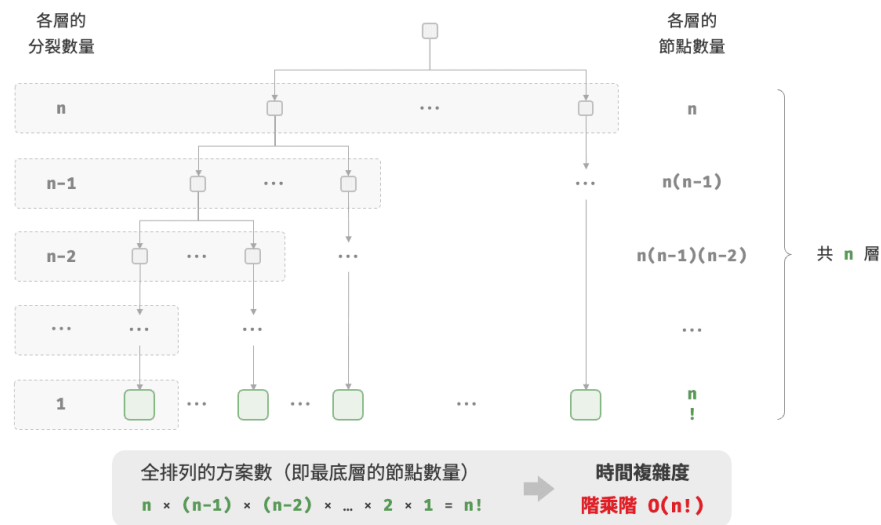 各層的
分裂數量
各層的
節點數量
n
...
n
n-1
...
...
n(n-1)
n-2
...
...
n(n-1)(n-2)
共 n 層
...
...
...
...
1
...
...
...
n
!
全排列的方案數（即最底層的節點數量）
n × (n-1) × (n-2) × … × 2 × 1 = n!
時間複雜度
階乘階 O(n!)